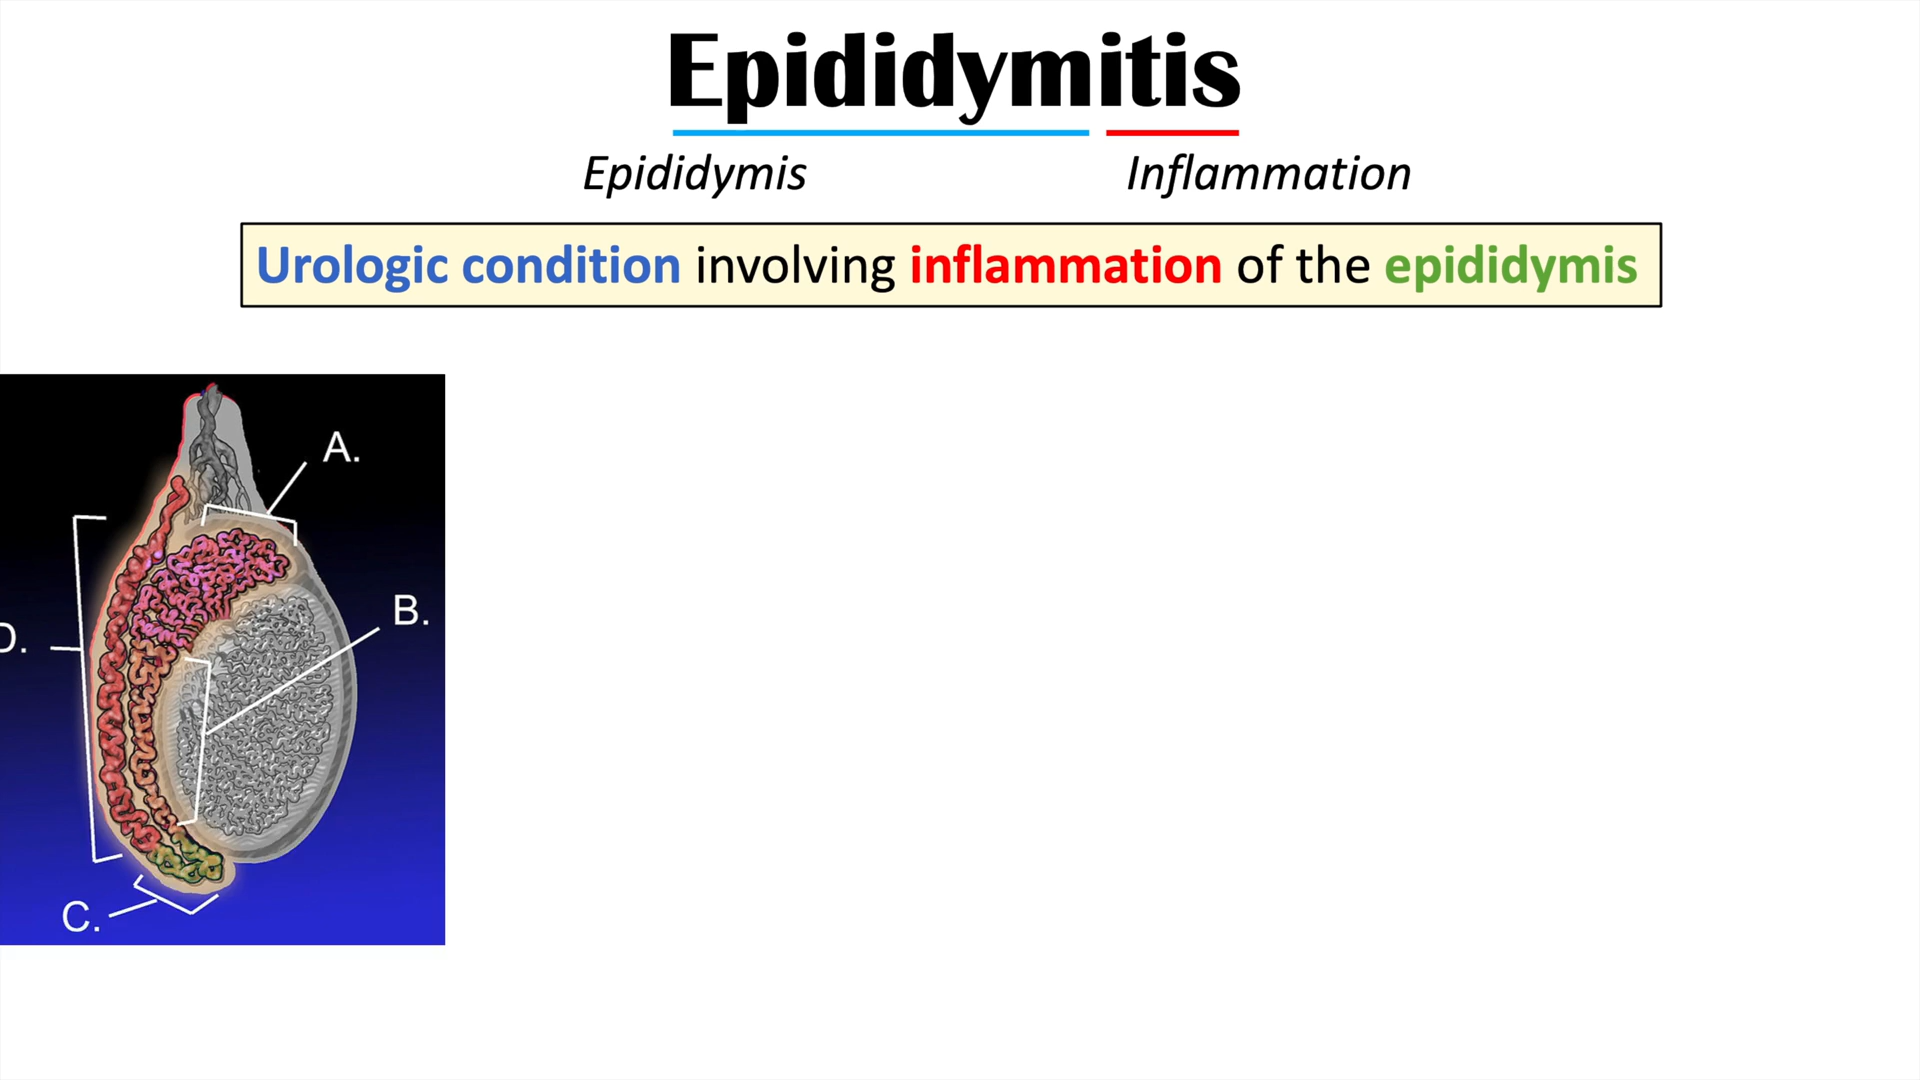 Epididymitis
Epididymis Inflammation
Urologic condition involving inflammation of the epididymis
A.
B.
D.
C.